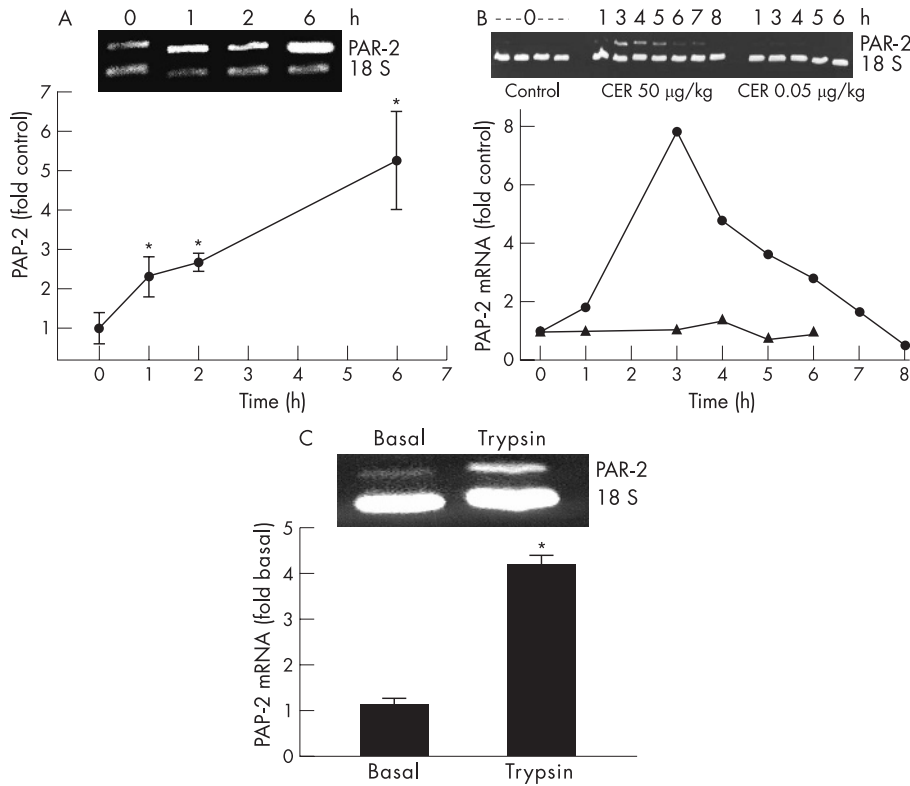 A 0 1 2 6 h
PAR-2
18 S
7
6
5
4
3
2
1
PAP-2 (fold control)
*
*
*
0 1 2 3 4 5 6 7
Time (h)
B ----0---- 1 3 4 5 6 7 8 1 3 4 5 6 h
PAR-2
18 S
Control CER 50 µg/kg CER 0.05 µg/kg
8
6
4
2
0
PAP-2 mRNA (fold control)
0 1 2 3 4 5 6 7 8
Time (h)
C Basal Trypsin
PAR-2
18 S
5
4
3
2
1
0
PAP-2 mRNA (fold basal)
*
Basal Trypsin